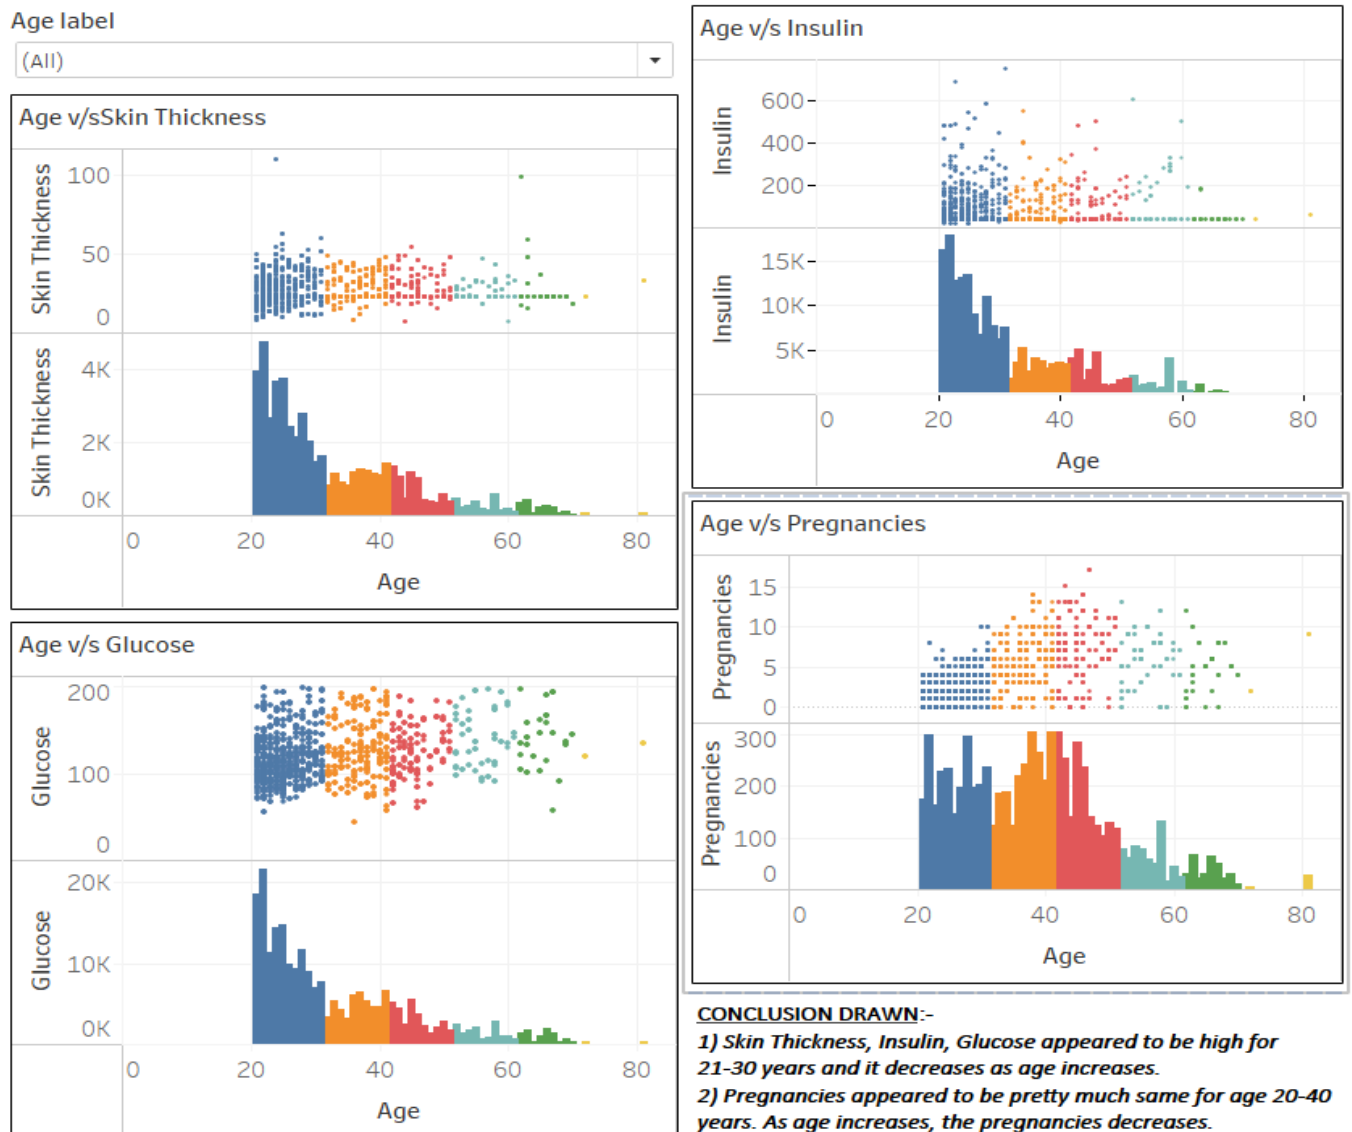 Age label
(All)
Age v/sSkin Thickness
Skin Thickness
100
50
0
Skin Thickness
4K
2K
0K
0 20 40 60 80
Age
Age v/s Glucose
Glucose
200
100
0
Glucose
20K
10K
0K
0 20 40 60 80
Age
Age v/s Insulin
Insulin
600
400
200
Insulin
15K
10K
5K
0 20 40 60 80
Age
Age v/s Pregnancies
Pregnancies
15
10
5
0
Pregnancies
300
200
100
0
0 20 40 60 80
Age
CONCLUSION DRAWN:-
1) Skin Thickness, Insulin, Glucose appeared to be high for
21-30 years and it decreases as age increases.
2) Pregnancies appeared to be pretty much same for age 20-40
years. As age increases, the pregnancies decreases.